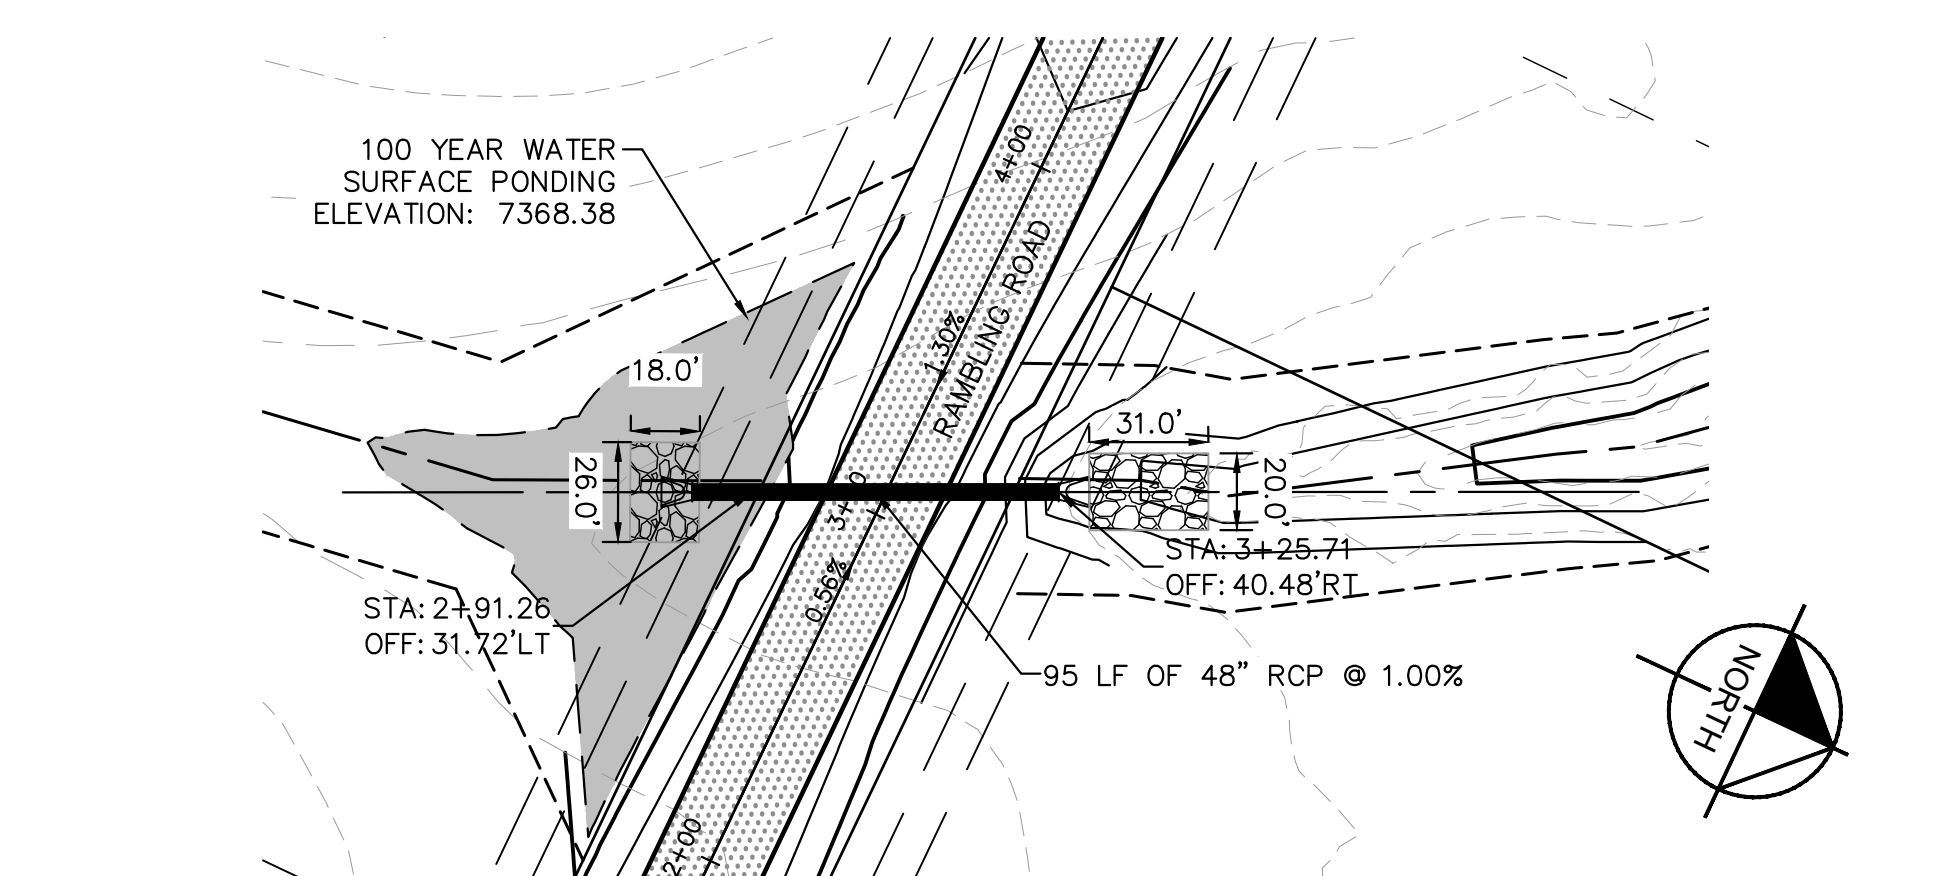 100 YEAR WATER
SURFACE PONDING
ELEVATION: 7368.38
4+00
RAMBLING ROAD
1.30%
18.0'
26.0'
31.0'
20.0'
STA: 3+25.71
OFF: 40.48'RT
0.56%
STA: 2+91.26
OFF: 31.72'LT
95 LF OF 48” RCP @ 1.00%
2+00
NORTH